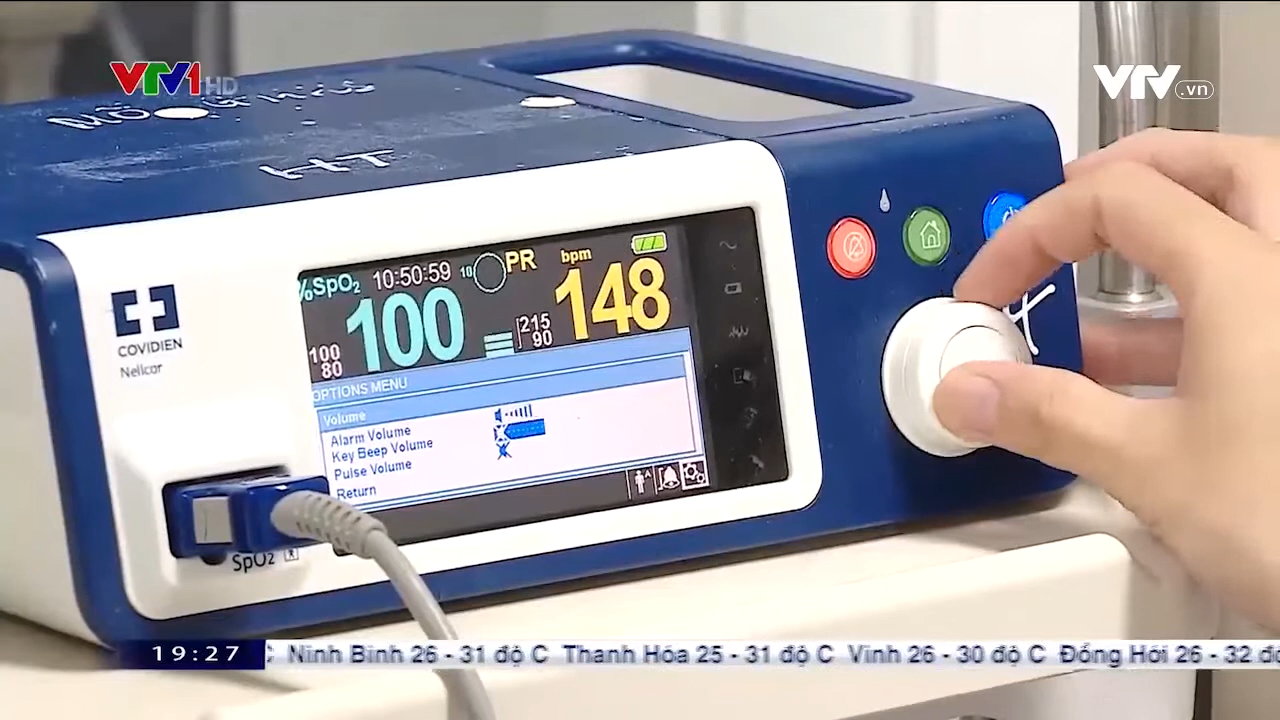 VTV1 HD
VTV.vn
HT
COVIDIEN
Nellcor
%SpO₂ 10:50:59 10 PR bpm
100 148
100
80
215
90
OPTIONS MENU
Volume
Alarm Volume
Key Beep Volume
Pulse Volume
Return
SpO₂
19:27 C Ninh Bình 26 - 31 độ C Thanh Hóa 25 - 31 độ C Vinh 26 - 30 độ C Đồng Hới 26 - 32 độ